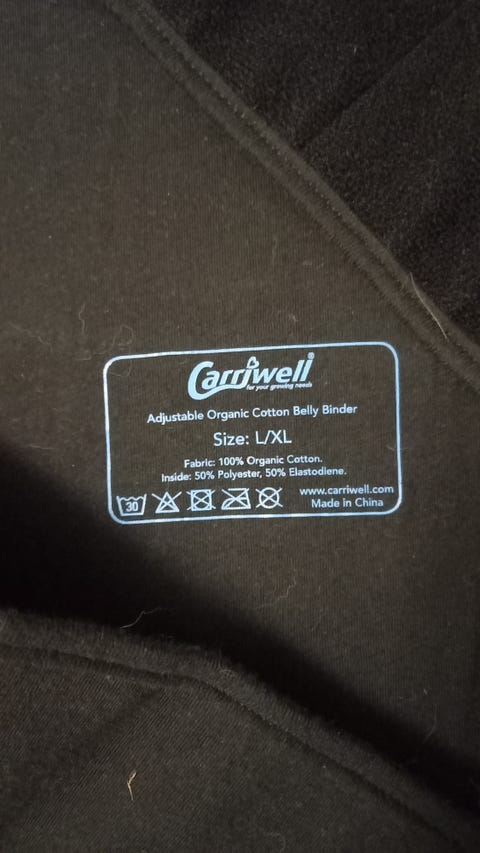 Carriwell®
for your growing needs
Adjustable Organic Cotton Belly Binder
Size: L/XL
Fabric: 100% Organic Cotton.
Inside: 50% Polyester, 50% Elastodiene.
30
www.carriwell.com
Made in China